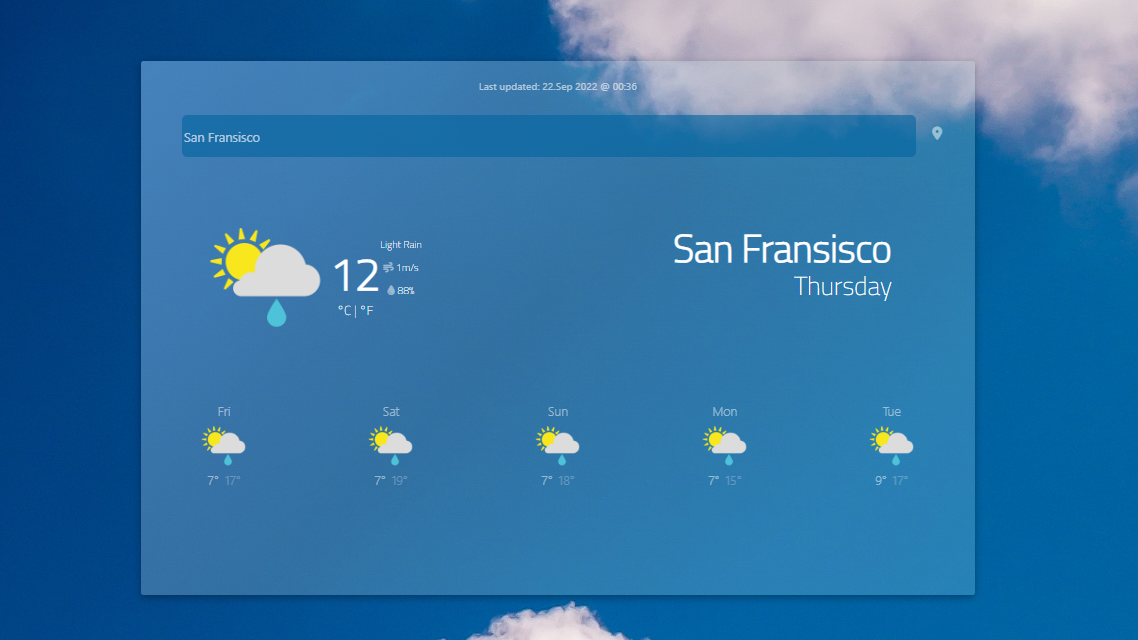 Last updated: 22.Sep 2022 @ 00:36
San Fransisco
Light Rain
12
1m/s
88%
°C | °F
San Fransisco
Thursday
Fri Sat Sun Mon Tue
7° 17° 7° 19° 7° 18° 7° 15° 9° 17°